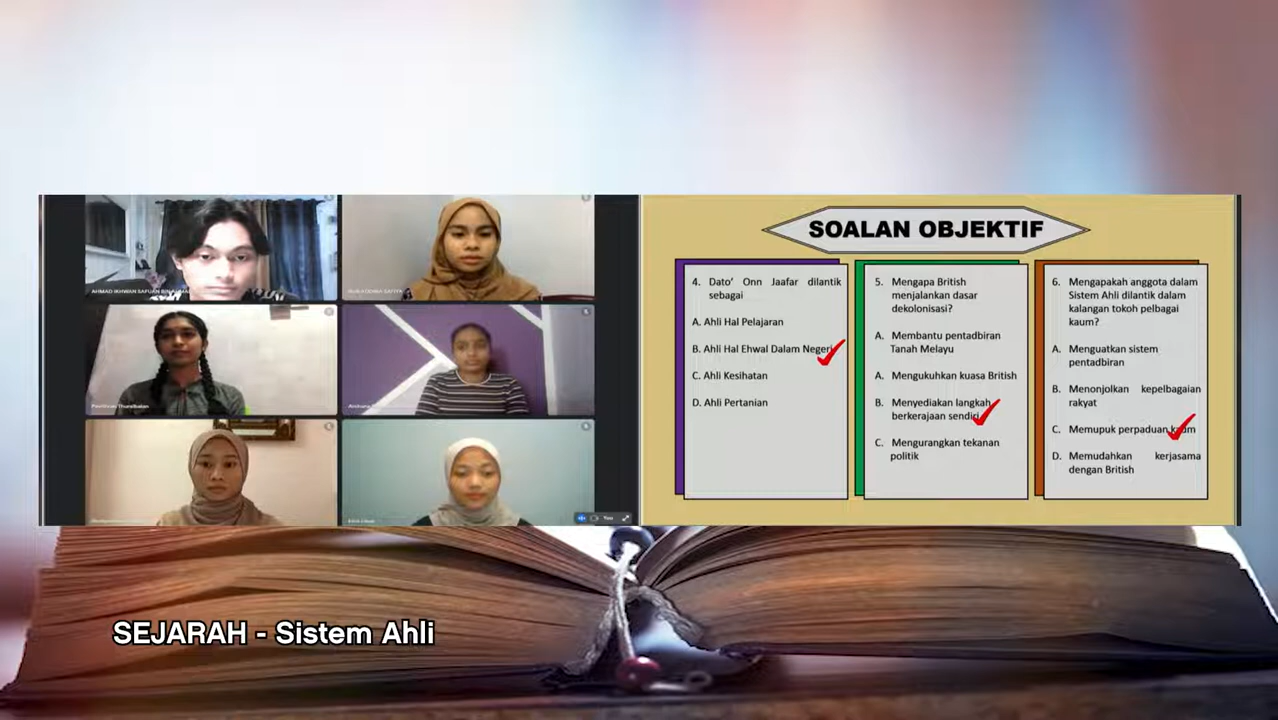 SOALAN OBJEKTIF
4. Dato' Onn Jaafar dilantik
sebagai
A. Ahli Hal Pelajaran
B. Ahli Hal Ehwal Dalam Negeri
C. Ahli Kesihatan
D. Ahli Pertanian
5. Mengapa British
menjalankan dasar
dekolonisasi?
A. Membantu pentadbiran
Tanah Melayu
A. Mengukuhkan kuasa British
B. Menyediakan langkah
berkerajaan sendiri
C. Mengurangkan tekanan
politik
6. Mengapakah anggota dalam
Sistem Ahli dilantik dalam
kalangan tokoh pelbagai
kaum?
A. Menguatkan sistem
pentadbiran
B. Menonjolkan kepelbagaian
rakyat
C. Memupuk perpaduan kaum
D. Memudahkan kerjasama
dengan British
You
SEJARAH - Sistem Ahli